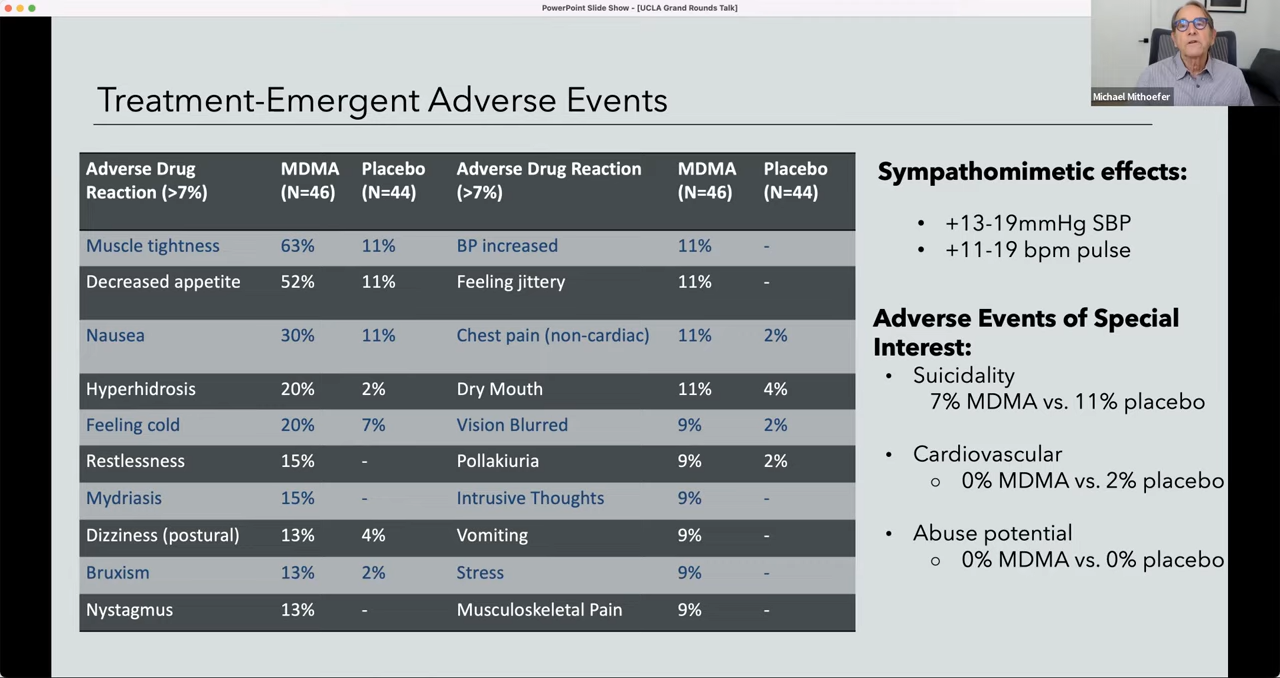 PowerPoint Slide Show - [UCLA Grand Rounds Talk]
Michael Mithoefer
Treatment-Emergent Adverse Events
Adverse Drug Reaction (>7%) MDMA (N=46) Placebo (N=44) Adverse Drug Reaction (>7%) MDMA (N=46) Placebo (N=44)
Muscle tightness 63% 11% BP increased 11% -
Decreased appetite 52% 11% Feeling jittery 11% -
Nausea 30% 11% Chest pain (non-cardiac) 11% 2%
Hyperhidrosis 20% 2% Dry Mouth 11% 4%
Feeling cold 20% 7% Vision Blurred 9% 2%
Restlessness 15% - Pollakiuria 9% 2%
Mydriasis 15% - Intrusive Thoughts 9% -
Dizziness (postural) 13% 4% Vomiting 9% -
Bruxism 13% 2% Stress 9% -
Nystagmus 13% - Musculoskeletal Pain 9% -
Sympathomimetic effects:
• +13-19mmHg SBP
• +11-19 bpm pulse
Adverse Events of Special
Interest:
• Suicidality
7% MDMA vs. 11% placebo
• Cardiovascular
○ 0% MDMA vs. 2% placebo
• Abuse potential
○ 0% MDMA vs. 0% placebo